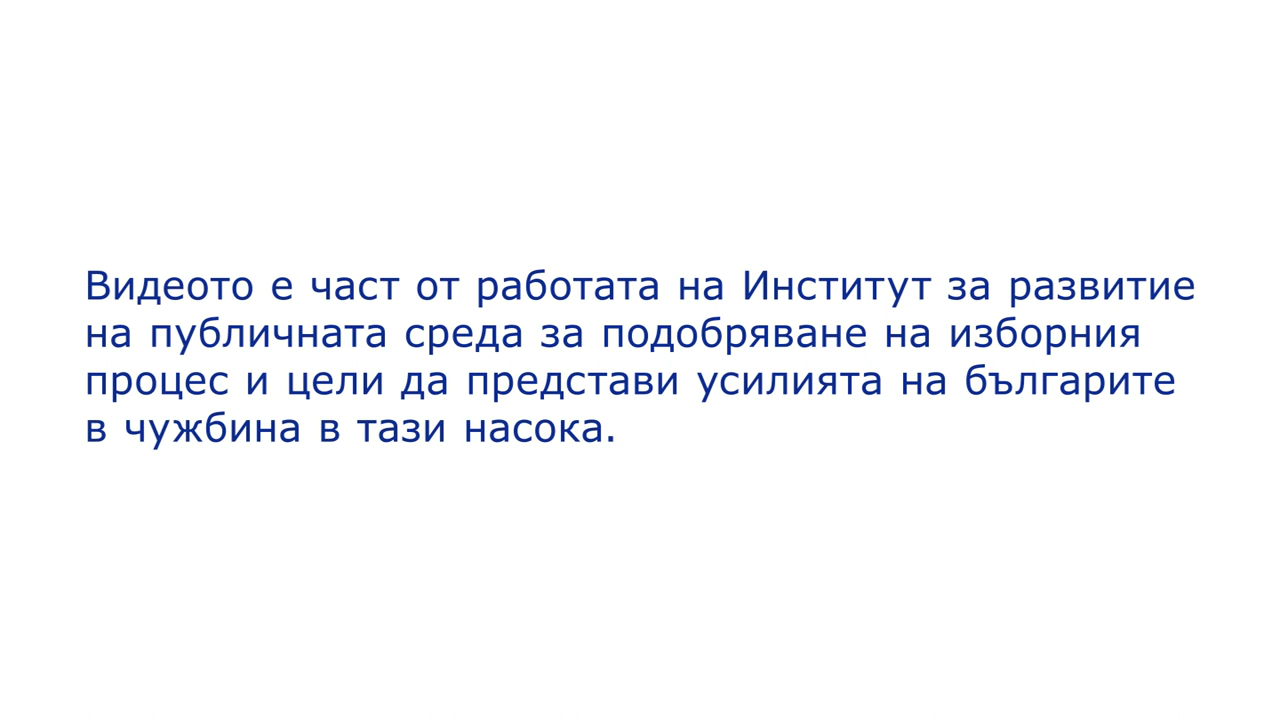 Видеото е част от работата на Институт за развитие
на публичната среда за подобряване на изборния
процес и цели да представи усилията на българите
в чужбина в тази насока.